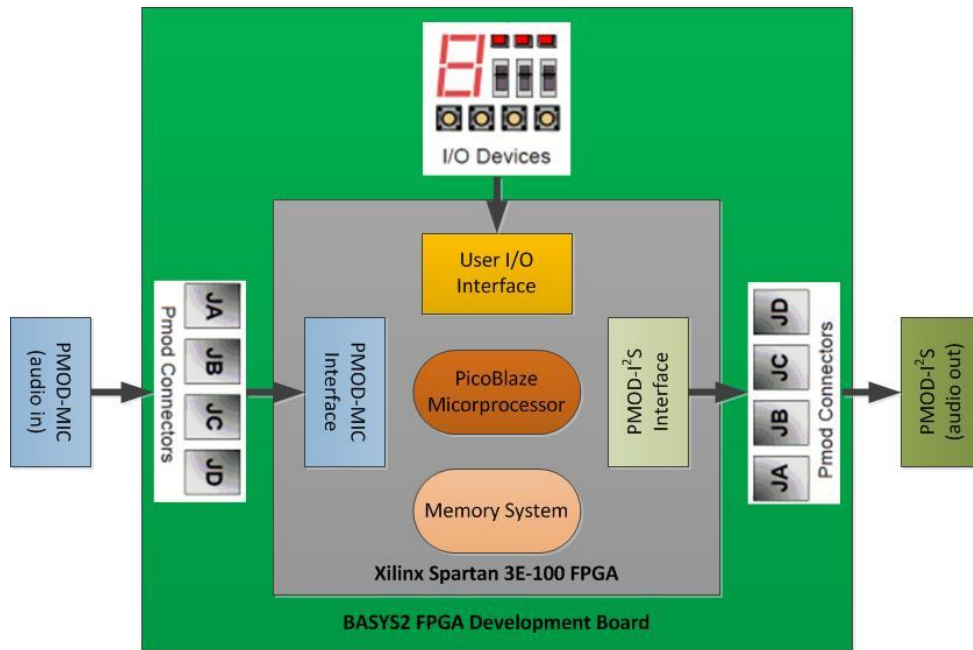 I/O Devices
User I/O
Interface
PMOD-MIC
(audio in)
Pmod Connectors
JA
JB
JC
JD
PMOD-MIC
Interface
PicoBlaze
Micorprocessor
PMOD-I²S
Interface
JD
JC
JB
JA
Pmod Connectors
PMOD-I²S
(audio out)
Memory System
Xilinx Spartan 3E-100 FPGA
BASYS2 FPGA Development Board